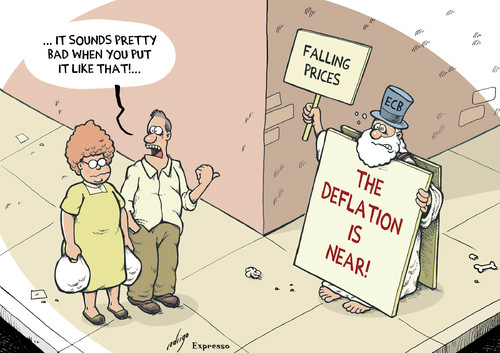 ... IT SOUNDS PRETTY
BAD WHEN YOU PUT
IT LIKE THAT!...
FALLING
PRICES
ECB
THE
DEFLATION
IS
NEAR!
rodrigo
Expresso